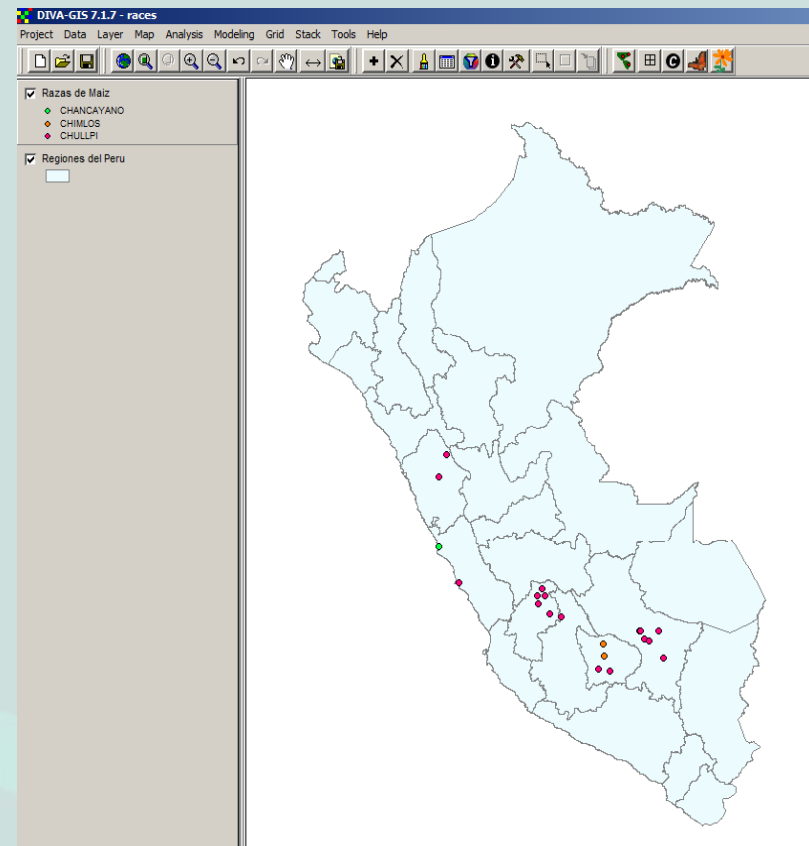 DIVA-GIS 7.1.7 - races
Project Data Layer Map Analysis Modeling Grid Stack Tools Help
Razas de Maiz
CHANCAYANO
CHIMLOS
CHULLPI
Regiones del Peru